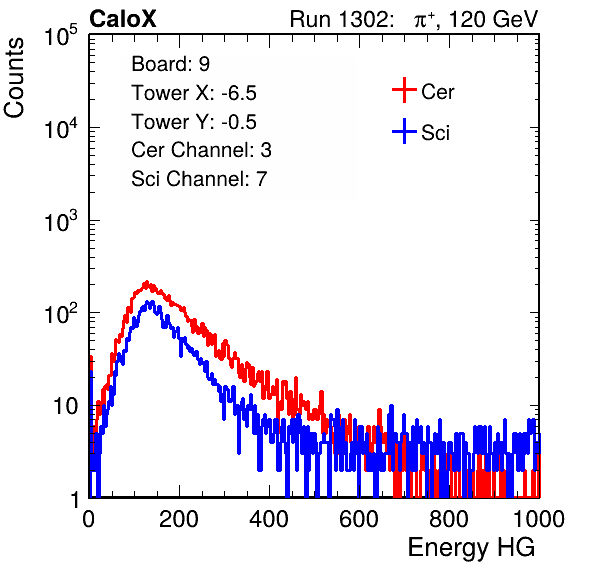 CaloX Run 1302: π⁺, 120 GeV
Counts
10⁵
10⁴
10³
10²
10
1
Board: 9
Tower X: -6.5
Tower Y: -0.5
Cer Channel: 3
Sci Channel: 7
Cer
Sci
0 200 400 600 800 1000
Energy HG